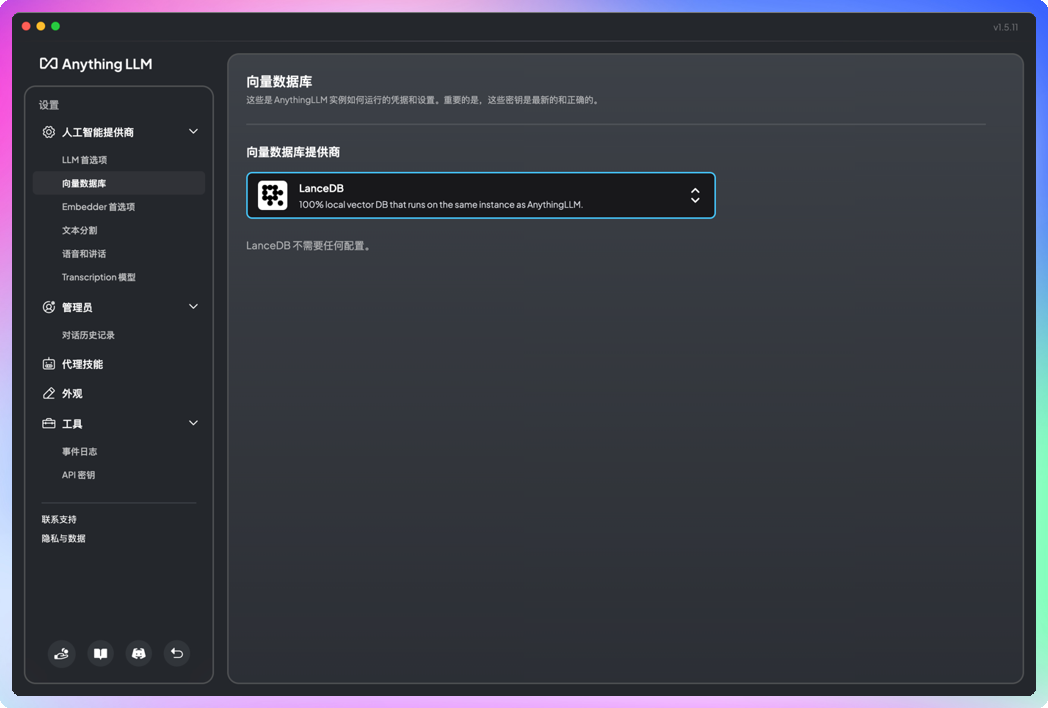 v1.5.11
Anything LLM
设置
人工智能提供商
LLM 首选项
向量数据库
Embedder 首选项
文本分割
语音和讲话
Transcription 模型
管理员
对话历史记录
代理技能
外观
工具
事件日志
API 密钥
联系支持
隐私与数据
向量数据库
这些是 AnythingLLM 实例如何运行的凭据和设置。重要的是，这些密钥是最新的和正确的。
向量数据库提供商
LanceDB
100% local vector DB that runs on the same instance as AnythingLLM.
LanceDB 不需要任何配置。